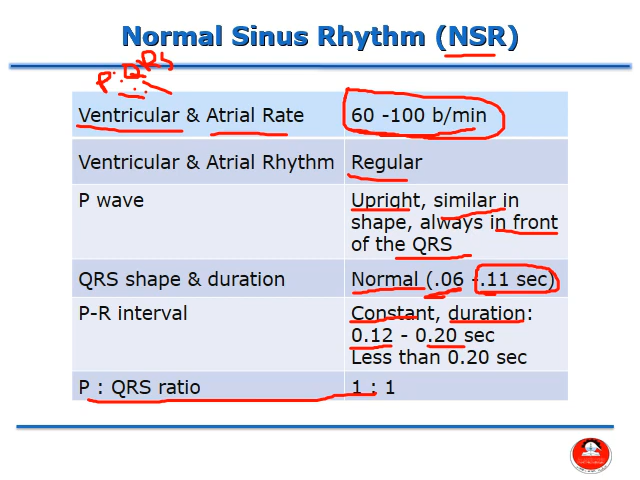 Normal Sinus Rhythm (NSR)
P : QRS
Ventricular & Atrial Rate 60 -100 b/min
Ventricular & Atrial Rhythm Regular
P wave Upright, similar in
shape, always in front
of the QRS
QRS shape & duration Normal (.06 - .11 sec)
P-R interval Constant, duration:
0.12 - 0.20 sec
Less than 0.20 sec
P : QRS ratio 1 : 1